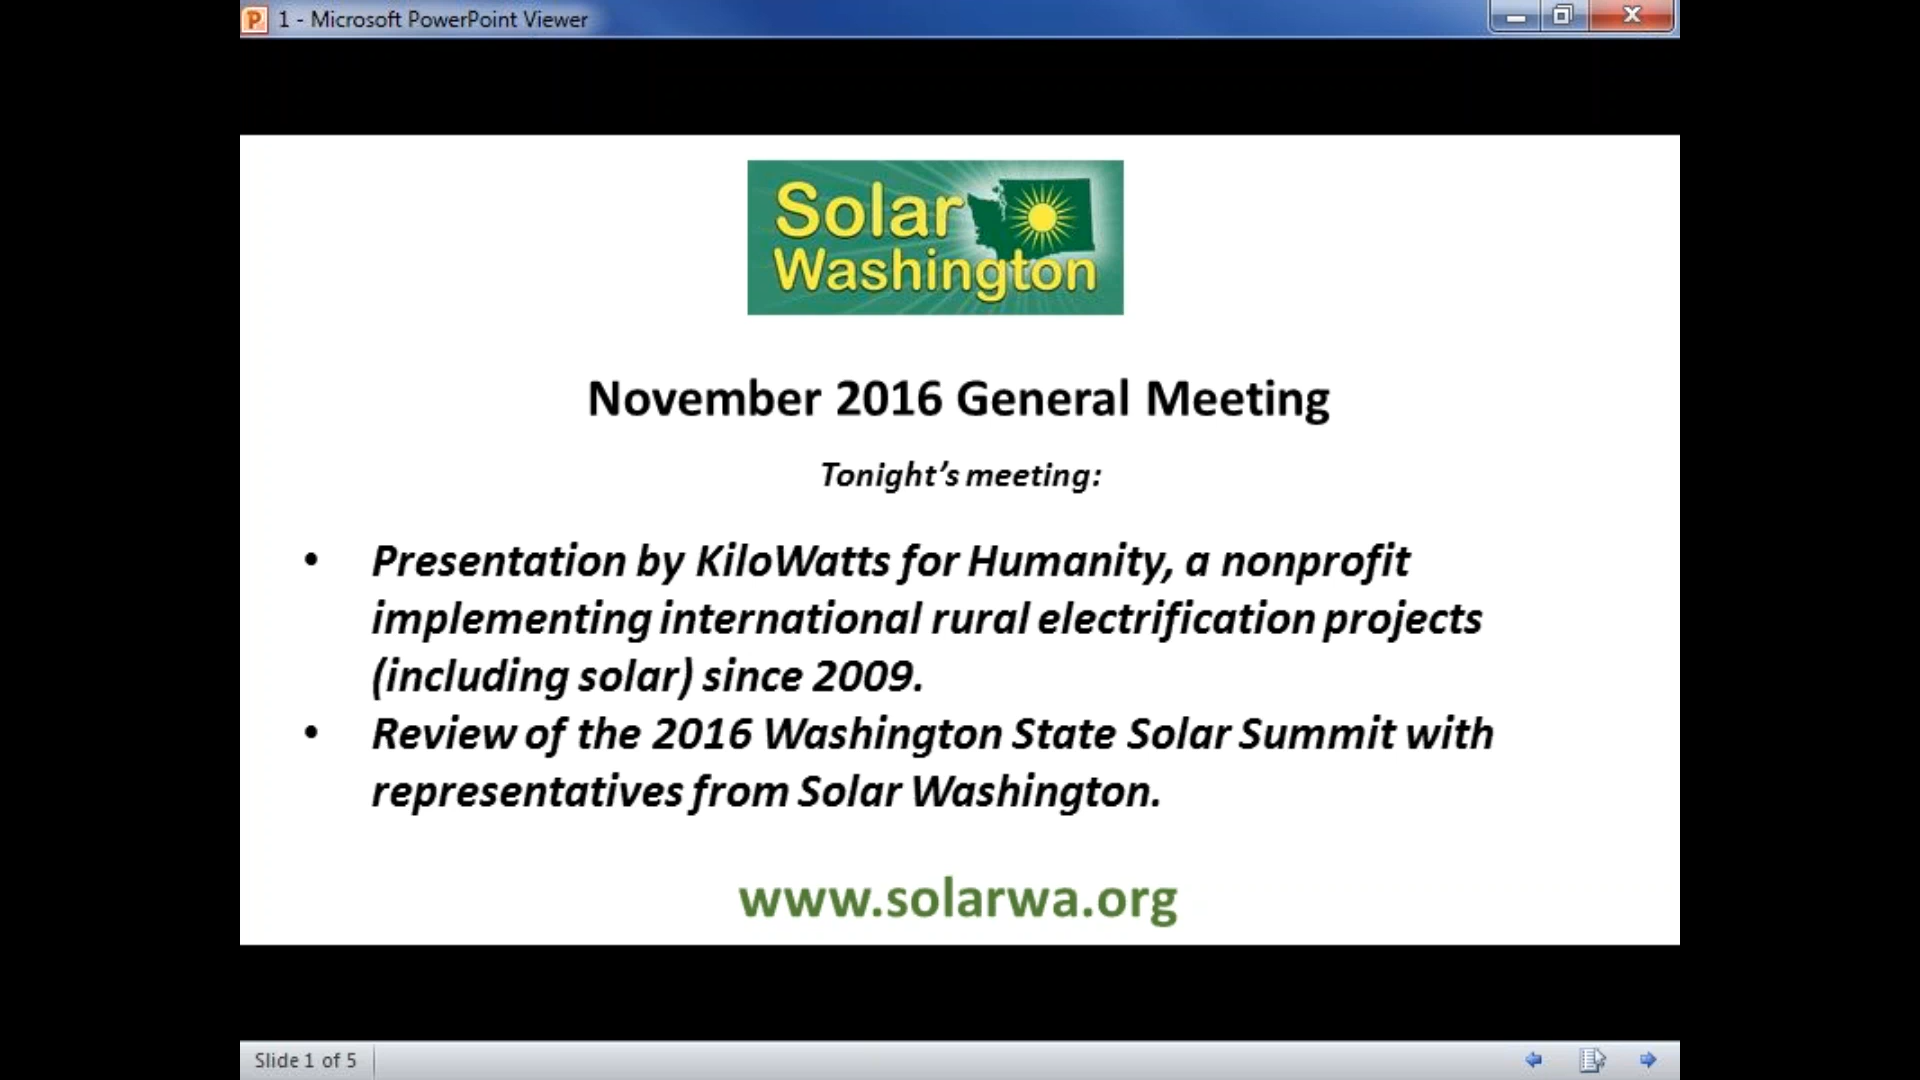 1 - Microsoft PowerPoint Viewer
Solar
Washington
November 2016 General Meeting
Tonight's meeting:
• Presentation by KiloWatts for Humanity, a nonprofit
implementing international rural electrification projects
(including solar) since 2009.
• Review of the 2016 Washington State Solar Summit with
representatives from Solar Washington.
www.solarwa.org
Slide 1 of 5